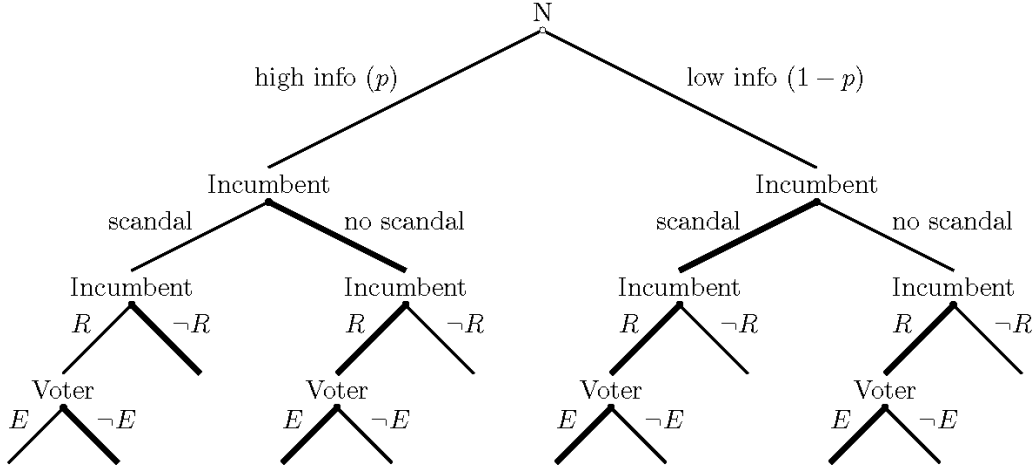 N
high info (p)
low info (1 − p)
Incumbent
Incumbent
scandal
no scandal
scandal
no scandal
Incumbent
Incumbent
Incumbent
Incumbent
R
¬R
R
¬R
R
¬R
R
¬R
Voter
Voter
Voter
Voter
E
¬E
E
¬E
E
¬E
E
¬E